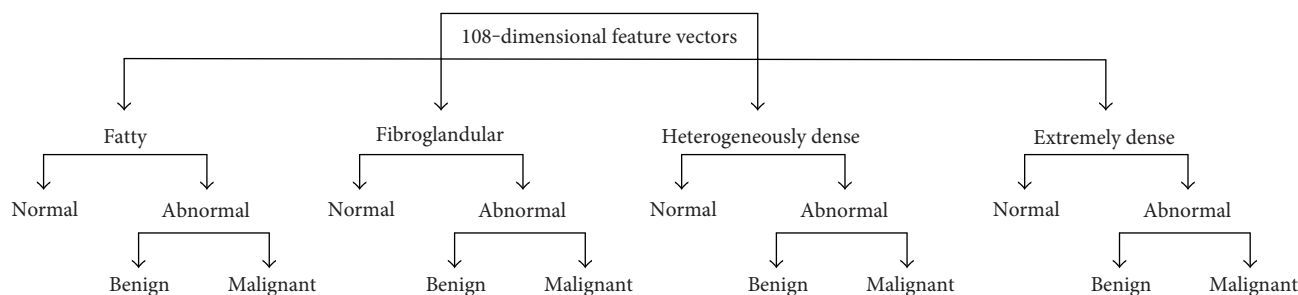 108-dimensional feature vectors
Fatty
Fibroglandular
Heterogeneously dense
Extremely dense
Normal
Abnormal
Normal
Abnormal
Normal
Abnormal
Normal
Abnormal
Benign
Malignant
Benign
Malignant
Benign
Malignant
Benign
Malignant